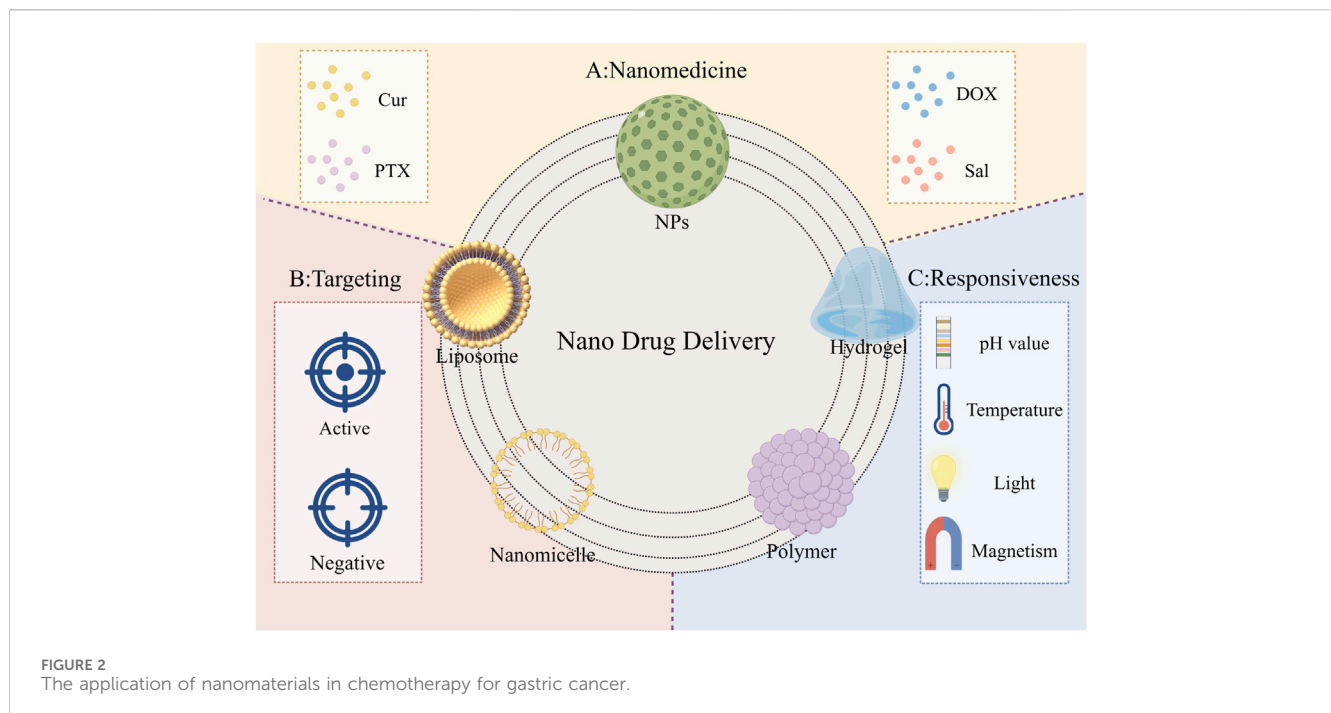 A:Nanomedicine
Cur
PTX
DOX
Sal
NPs
B:Targeting
Active
Negative
C:Responsiveness
pH value
Temperature
Light
Magnetism
+
-
Liposome
Nano Drug Delivery
Hydrogel
Nanomicelle
Polymer
FIGURE 2
The application of nanomaterials in chemotherapy for gastric cancer.